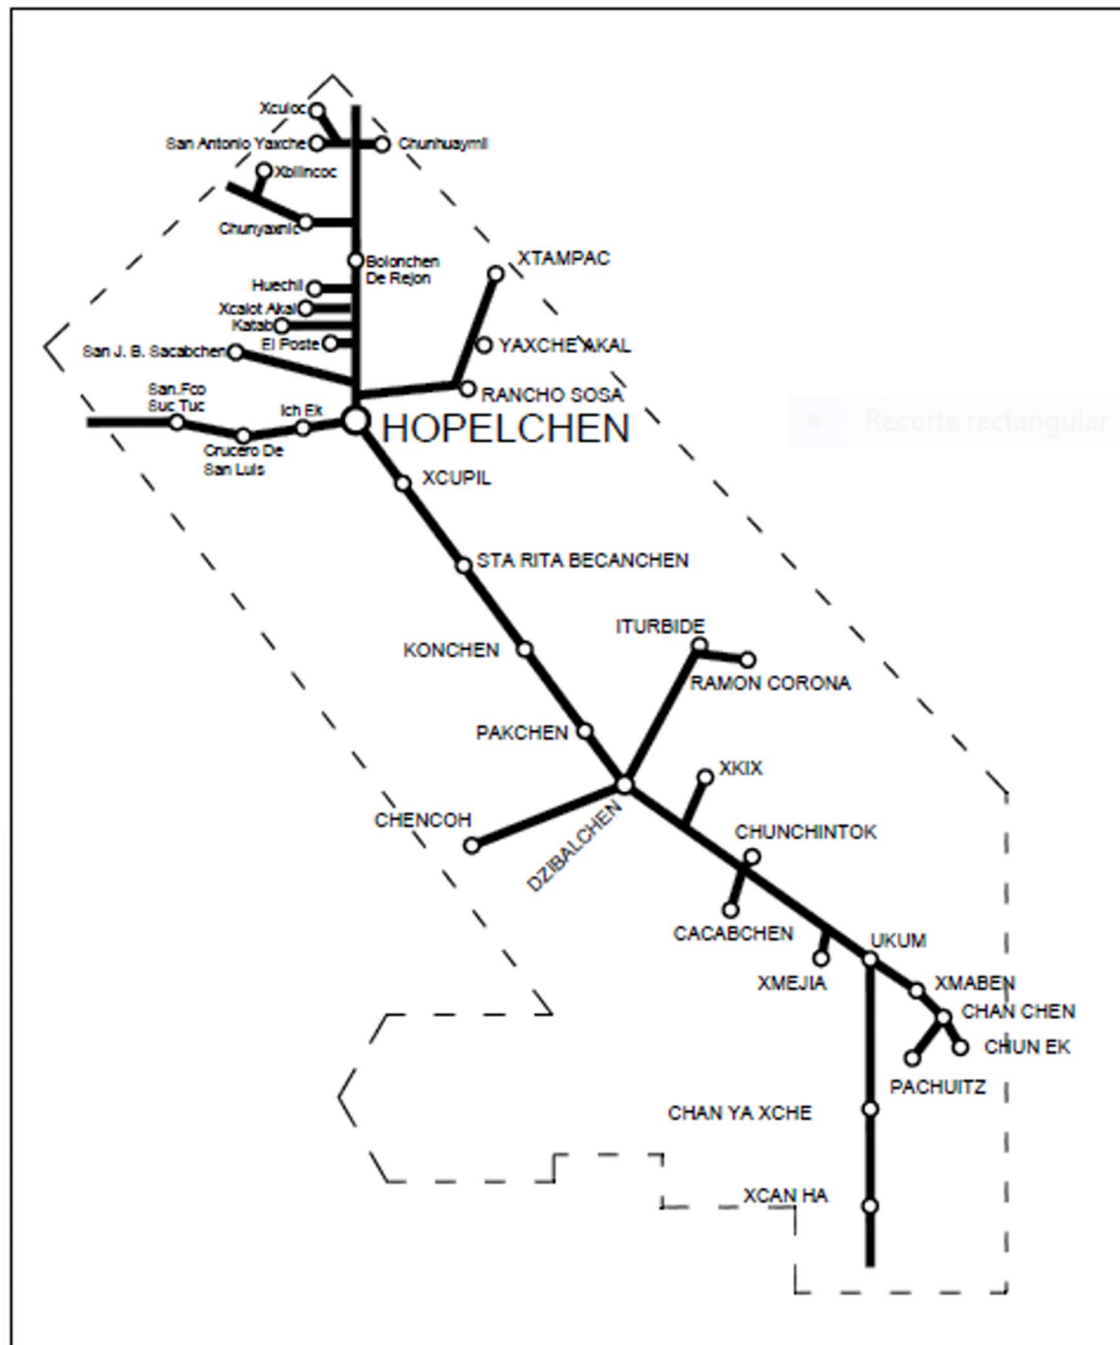 Xculoc
San Antonio Yaxche
Chunhuaymil
Xbilincoc
Chunyaxnic
Bolonchen
De Rejon
XTAMPAC
Huechil
Xcalot Akal
Katab
El Poste
YAXCHE AKAL
San J. B. Sacabchen
San.Fco
Suc Tuc
RANCHO SOSA
Ich Ek
HOPELCHEN
Recorte rectangular
Crucero De
San Luis
XCUPIL
STA RITA BECANCHEN
ITURBIDE
KONCHEN
RAMON CORONA
PAKCHEN
XKIX
CHENCOH
CHUNCHINTOK
DZIBALCHEN
CACABCHEN
UKUM
XMEJIA
XMABEN
CHAN CHEN
CHUN EK
PACHUITZ
CHAN YA XCHE
XCAN HA